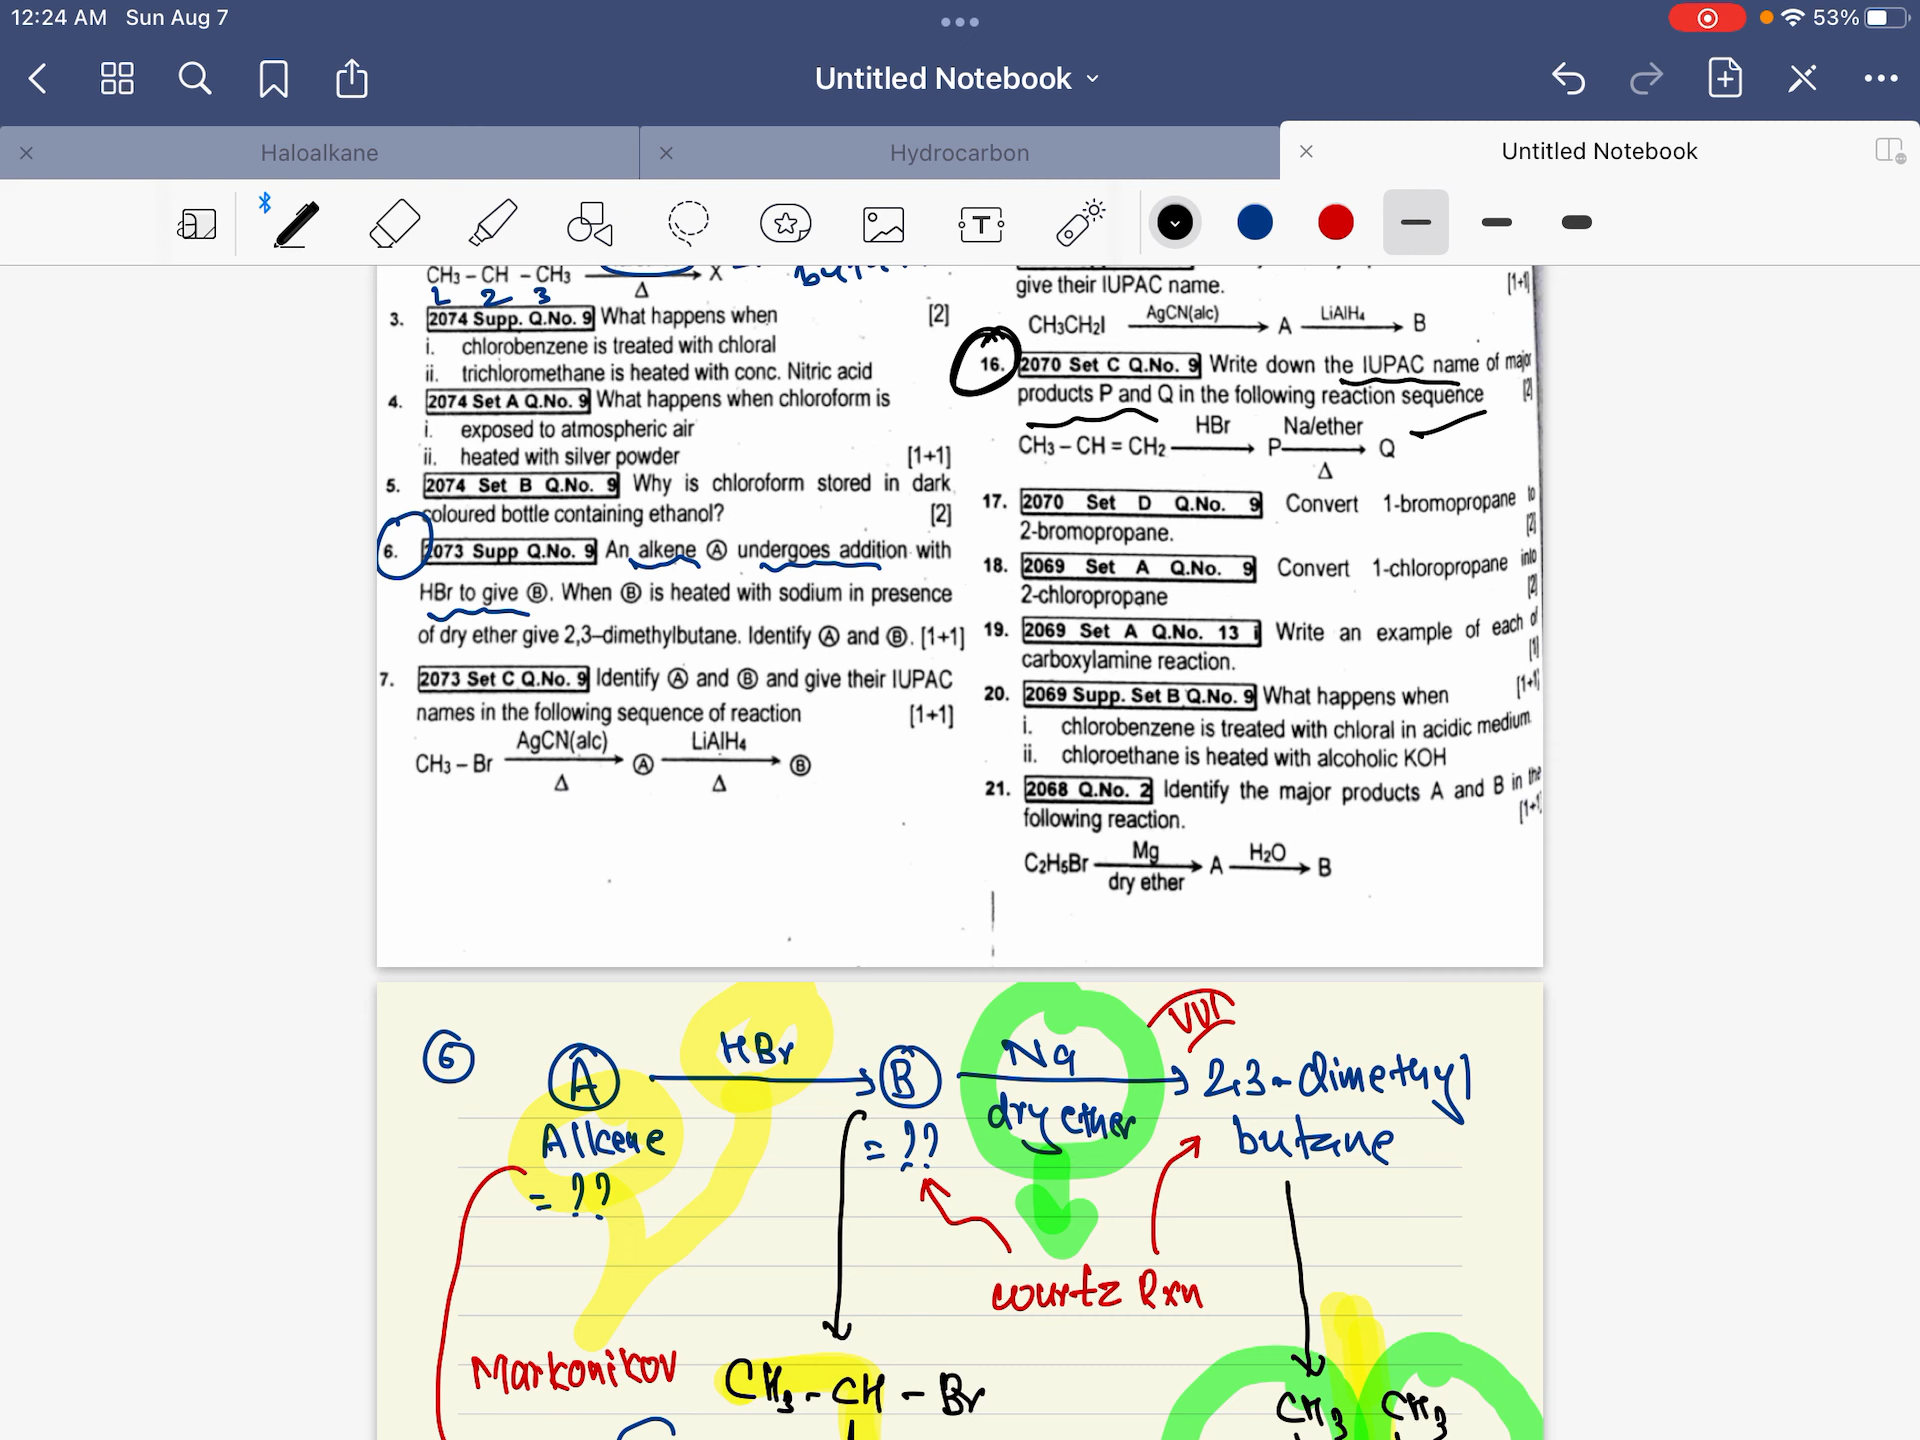 12:24 AM Sun Aug 7
53%
Untitled Notebook
Haloalkane
Hydrocarbon
Untitled Notebook
CH3 – CH – CH3 → X
Δ
1 2 3
3. 2074 Supp. Q.No. 9 What happens when [2]
i. chlorobenzene is treated with chloral
ii. trichloromethane is heated with conc. Nitric acid
4. 2074 Set A Q.No. 9 What happens when chloroform is
i. exposed to atmospheric air
ii. heated with silver powder [1+1]
5. 2074 Set B Q.No. 9 Why is chloroform stored in dark
coloured bottle containing ethanol? [2]
6. 2073 Supp Q.No. 9 An alkene Ⓐ undergoes addition with
HBr to give Ⓑ. When Ⓑ is heated with sodium in presence
of dry ether give 2,3–dimethylbutane. Identify Ⓐ and Ⓑ. [1+1]
7. 2073 Set C Q.No. 9 Identify Ⓐ and Ⓑ and give their IUPAC
names in the following sequence of reaction [1+1]
AgCN(alc) LiAlH4
CH3 – Br → Ⓐ → Ⓑ
Δ Δ
give their IUPAC name. [1+1]
AgCN(alc) LiAlH4
CH3CH2I → A → B
16. 2070 Set C Q.No. 9 Write down the IUPAC name of major
products P and Q in the following reaction sequence [2]
HBr Na/ether
CH3 – CH = CH2 → P → Q
Δ
17. 2070 Set D Q.No. 9 Convert 1-bromopropane to
2-bromopropane. [2]
18. 2069 Set A Q.No. 9 Convert 1-chloropropane into
2-chloropropane [2]
19. 2069 Set A Q.No. 13 i Write an example of each of
carboxylamine reaction. [1]
20. 2069 Supp. Set B Q.No. 9 What happens when [1+1]
i. chlorobenzene is treated with chloral in acidic medium
ii. chloroethane is heated with alcoholic KOH
21. 2068 Q.No. 2 Identify the major products A and B in the
following reaction. [1+1]
Mg H2O
C2H5Br → A → B
dry ether
⑥ Ⓐ HBr → Ⓑ Na → 2,3-dimethyl
VVI
Alkene = ?? dry ether butane
= ??
wurtz Rxn
Markonikov
CH3 - CH - Br
CH3 CH3